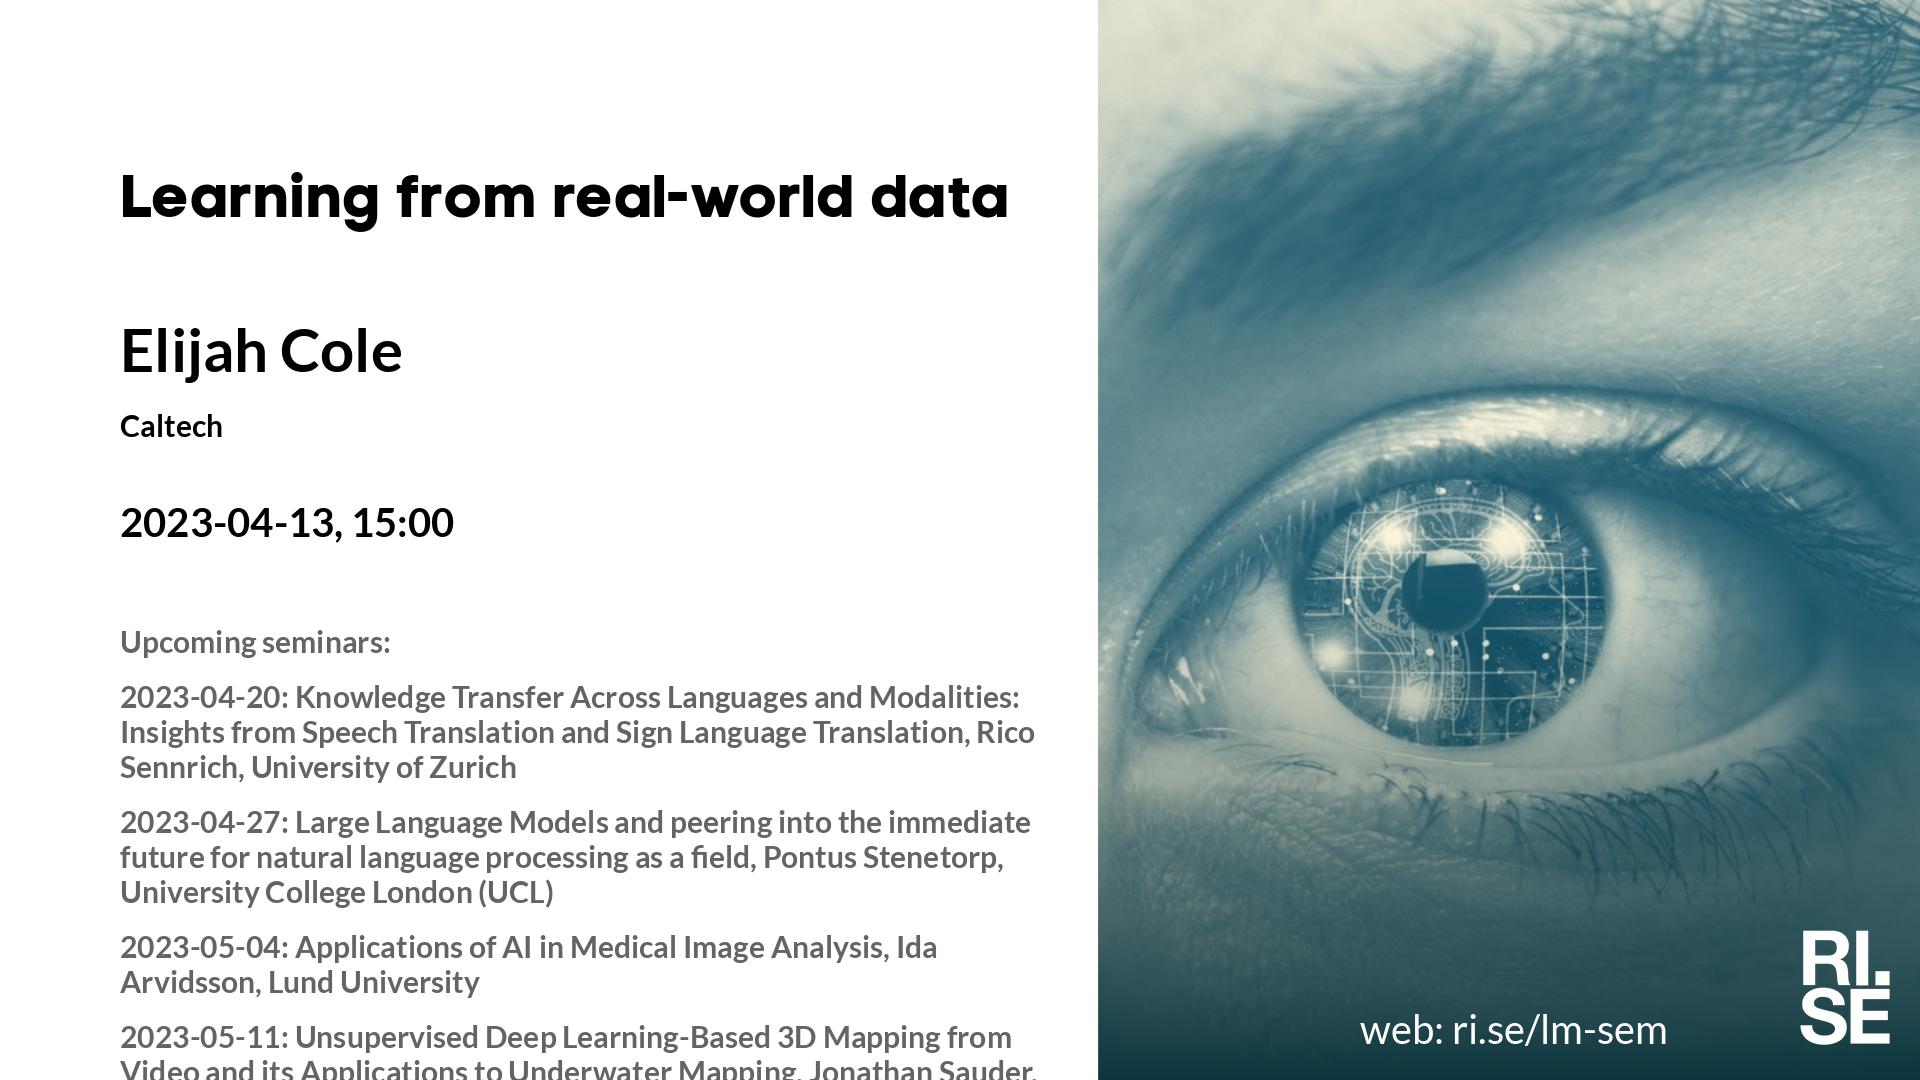 Learning from real-world data
Elijah Cole
Caltech
2023-04-13, 15:00
Upcoming seminars:
2023-04-20: Knowledge Transfer Across Languages and Modalities:
Insights from Speech Translation and Sign Language Translation, Rico
Sennrich, University of Zurich
2023-04-27: Large Language Models and peering into the immediate
future for natural language processing as a field, Pontus Stenetorp,
University College London (UCL)
2023-05-04: Applications of AI in Medical Image Analysis, Ida
Arvidsson, Lund University
2023-05-11: Unsupervised Deep Learning-Based 3D Mapping from
Video and its Applications to Underwater Mapping, Jonathan Sauder,
web: ri.se/lm-sem
RI.
SE